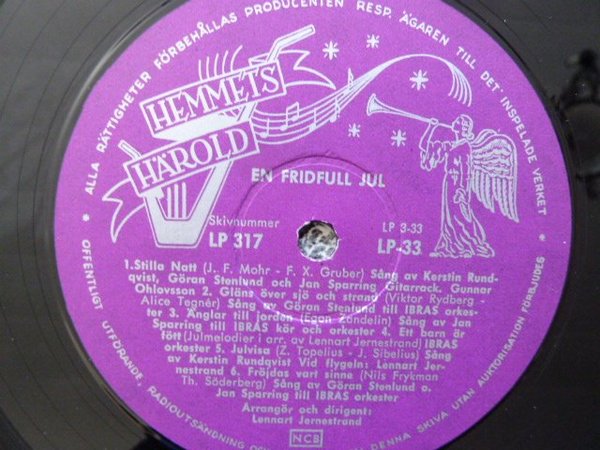 * ALLA RÄTTIGHETER FÖRBEHÅLLAS PRODUCENTEN RESP. ÄGAREN TILL DET INSPELADE VERKET *
HEMMETS
HÄROLD
EN FRIDFULL JUL
Skivnummer
LP 317
LP 3-33
LP-33
1.Stilla Natt (J. F. Mohr - F. X. Gruber) Sång av Kerstin Rund-
qvist, Göran Stenlund och Jan Sparring Gitarrack. Gunnar
Ohlovsson 2. Gläns över sjö och strand (Viktor Rydberg -
Alice Tegnér) Sång av Göran Stenlund till IBRAS orkes-
ter 3. Änglar till jorden (Egon Zandelin) Sång av Jan
Sparring till IBRAS kör och orkester 4. Ett barn är
fött (Julmelodier i arr. av Lennart Jernestrand) IBRAS
orkester 5. Julvisa (Z. Topelius - J. Sibelius) Sång
av Kerstin Rundqvist Vid flygeln: Lennart Jer-
nestrand 6. Fröjdas vart sinne (Nils Frykman
Th. Söderberg) Sång av Göran Stenlund o.
Jan Sparring till IBRAS orkester
Arrangör och dirigent:
Lennart Jernestrand
NCB
OFFENTLIGT UTFÖRANDE, RADIOUTSÄNDNING DENNA SKIVA UTAN AUKTORISATION FÖRBJUDES